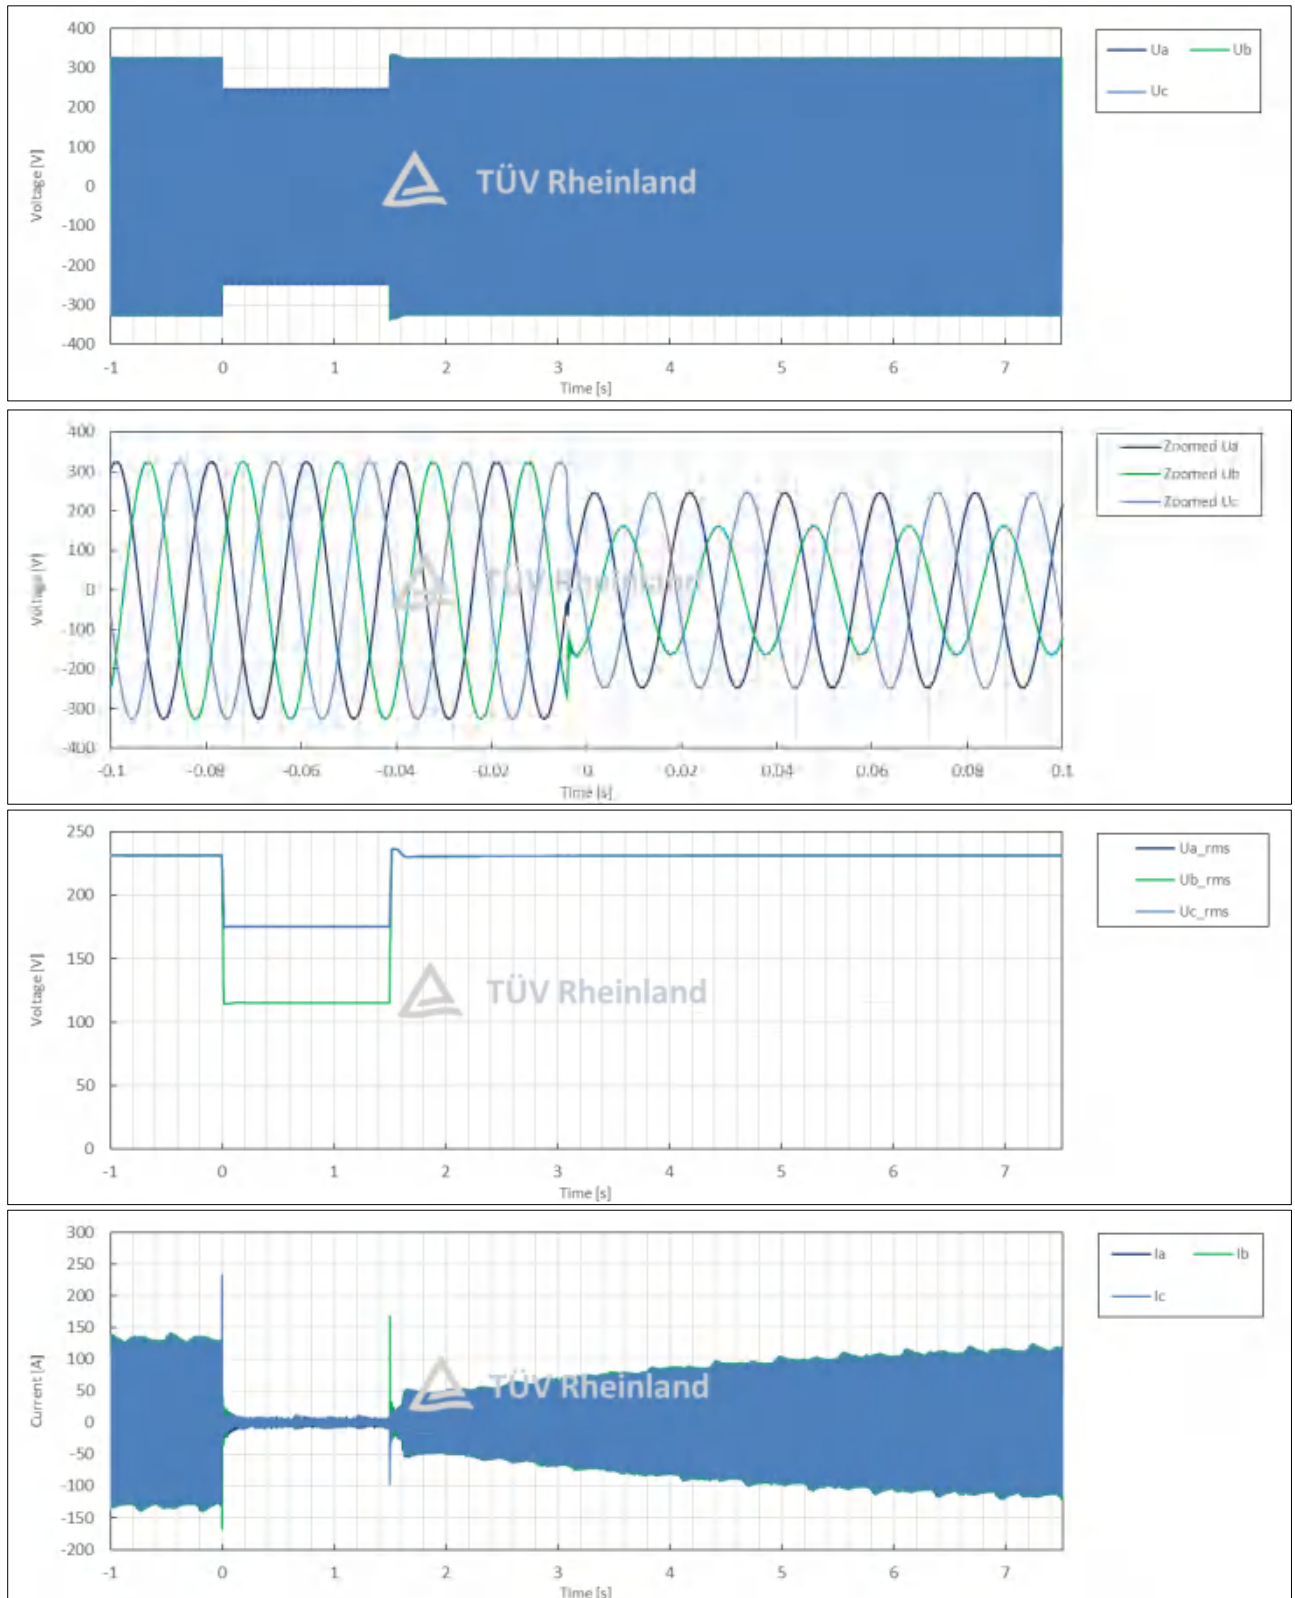 400
300
200
100
0
-100
-200
-300
-400
Voltage [V]
-1 0 1 2 3 4 5 6 7
Time [s]
Ua Ub
Uc
TÜV Rheinland
400
300
200
100
0
-100
-200
-300
-400
Voltage [V]
-0.1 -0.08 -0.06 -0.04 -0.02 0 0.02 0.04 0.06 0.08 0.1
Time [s]
Zoomed Ua
Zoomed Ub
Zoomed Uc
TÜV Rheinland
250
200
150
100
50
0
Voltage [V]
-1 0 1 2 3 4 5 6 7
Time [s]
Ua_rms
Ub_rms
Uc_rms
TÜV Rheinland
300
250
200
150
100
50
0
-50
-100
-150
-200
Current [A]
-1 0 1 2 3 4 5 6 7
Time [s]
Ia Ib
Ic
TÜV Rheinland